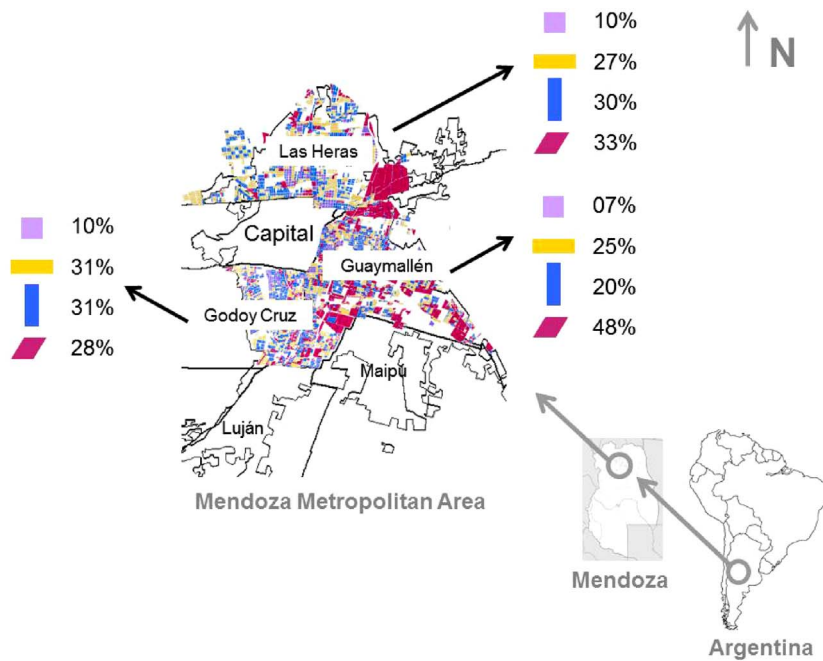 10%
27%
30%
33%
N
Las Heras
Capital
Guaymallén
Godoy Cruz
Maipú
Luján
07%
25%
20%
48%
10%
31%
31%
28%
Mendoza Metropolitan Area
Mendoza
Argentina